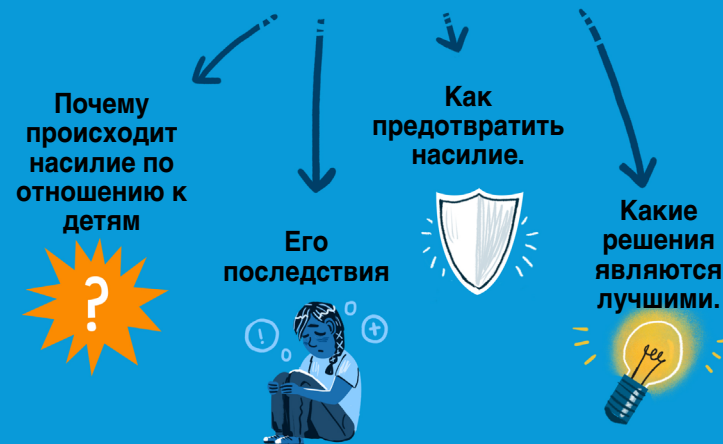 Почему
происходит
насилие по
отношению к
детям
?
Его
последствия
!
+
Как
предотвратить
насилие.
Какие
решения
являются
лучшими.